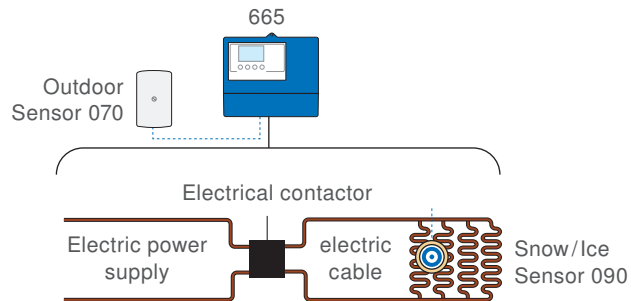 665
Outdoor
Sensor 070
Electrical contactor
Electric power
supply
electric
cable
Snow/Ice
Sensor 090